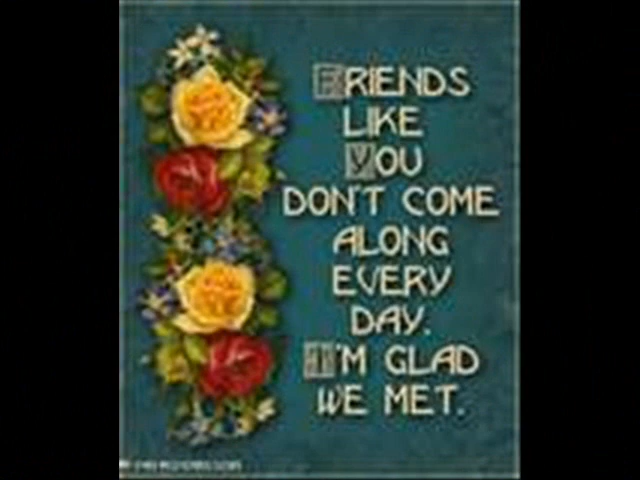 FRIENDS
LIKE
YOU
DON'T COME
ALONG
EVERY
DAY.
I'M GLAD
WE MET.